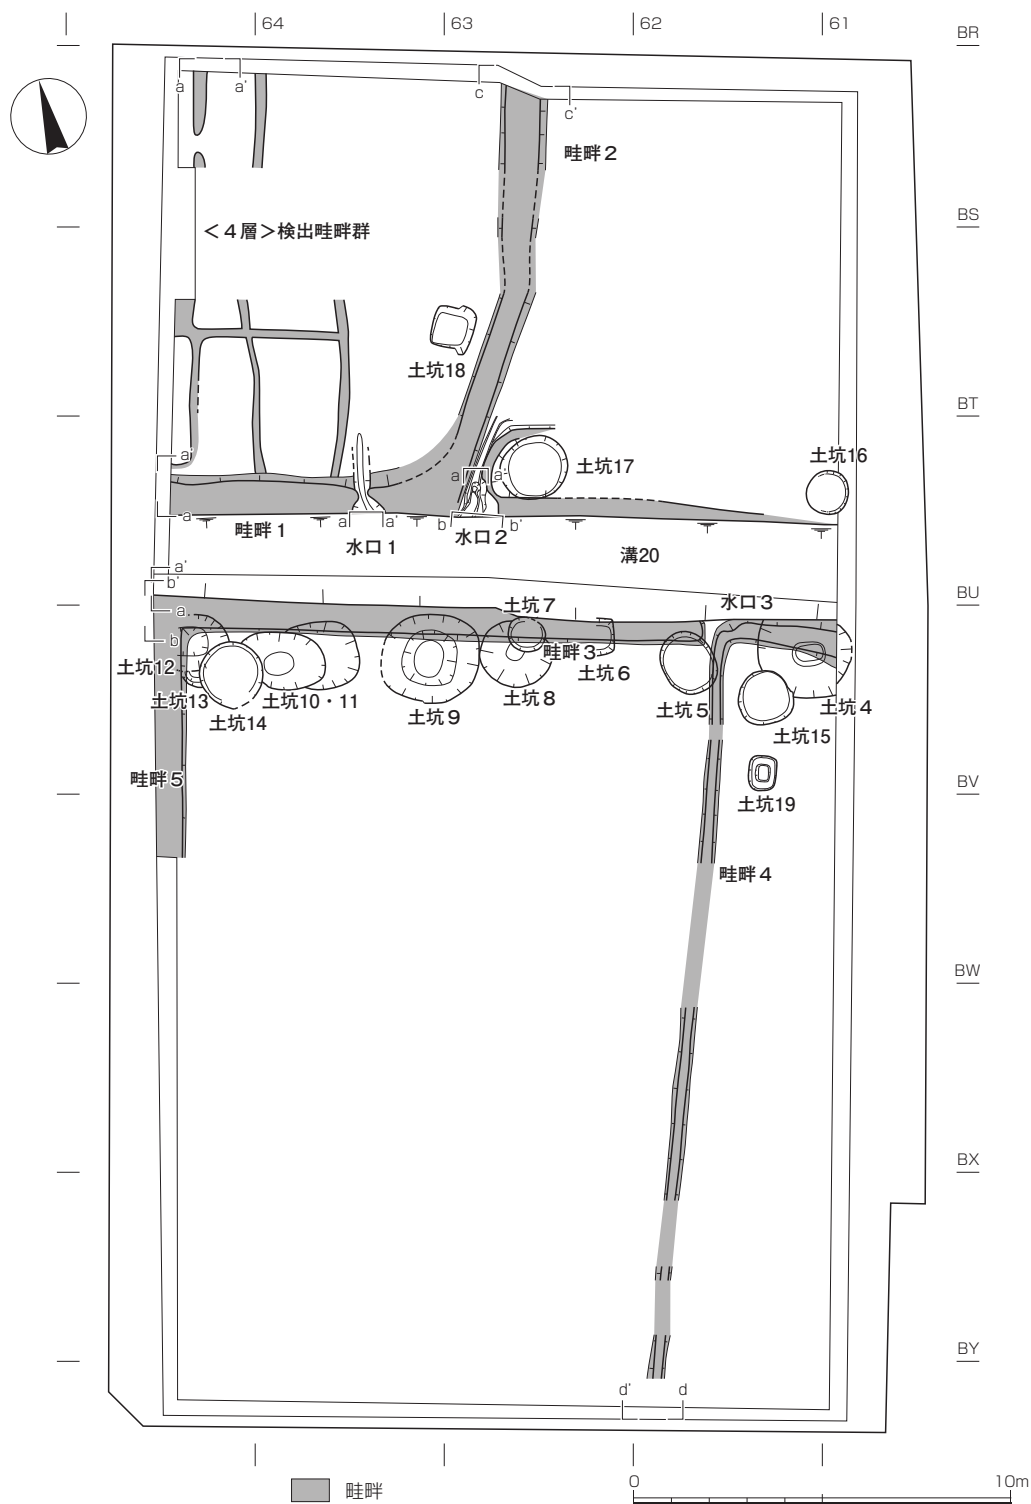 64
63
62
61
BR
a
a'
c
c'
畦畔2
BS
＜4層＞検出畦畔群
土坑18
BT
土坑16
a'
a
a'
土坑17
a
畦畔1
a
a'
b
b'
水口1
水口2
溝20
a'
b'
BU
a
土坑7
水口3
b
畦畔3
土坑12
土坑6
土坑13
土坑10・11
土坑8
土坑5
土坑4
土坑14
土坑9
土坑15
畦畔5
BV
土坑19
畦畔4
BW
BX
BY
d'
d
畦畔
0
10m